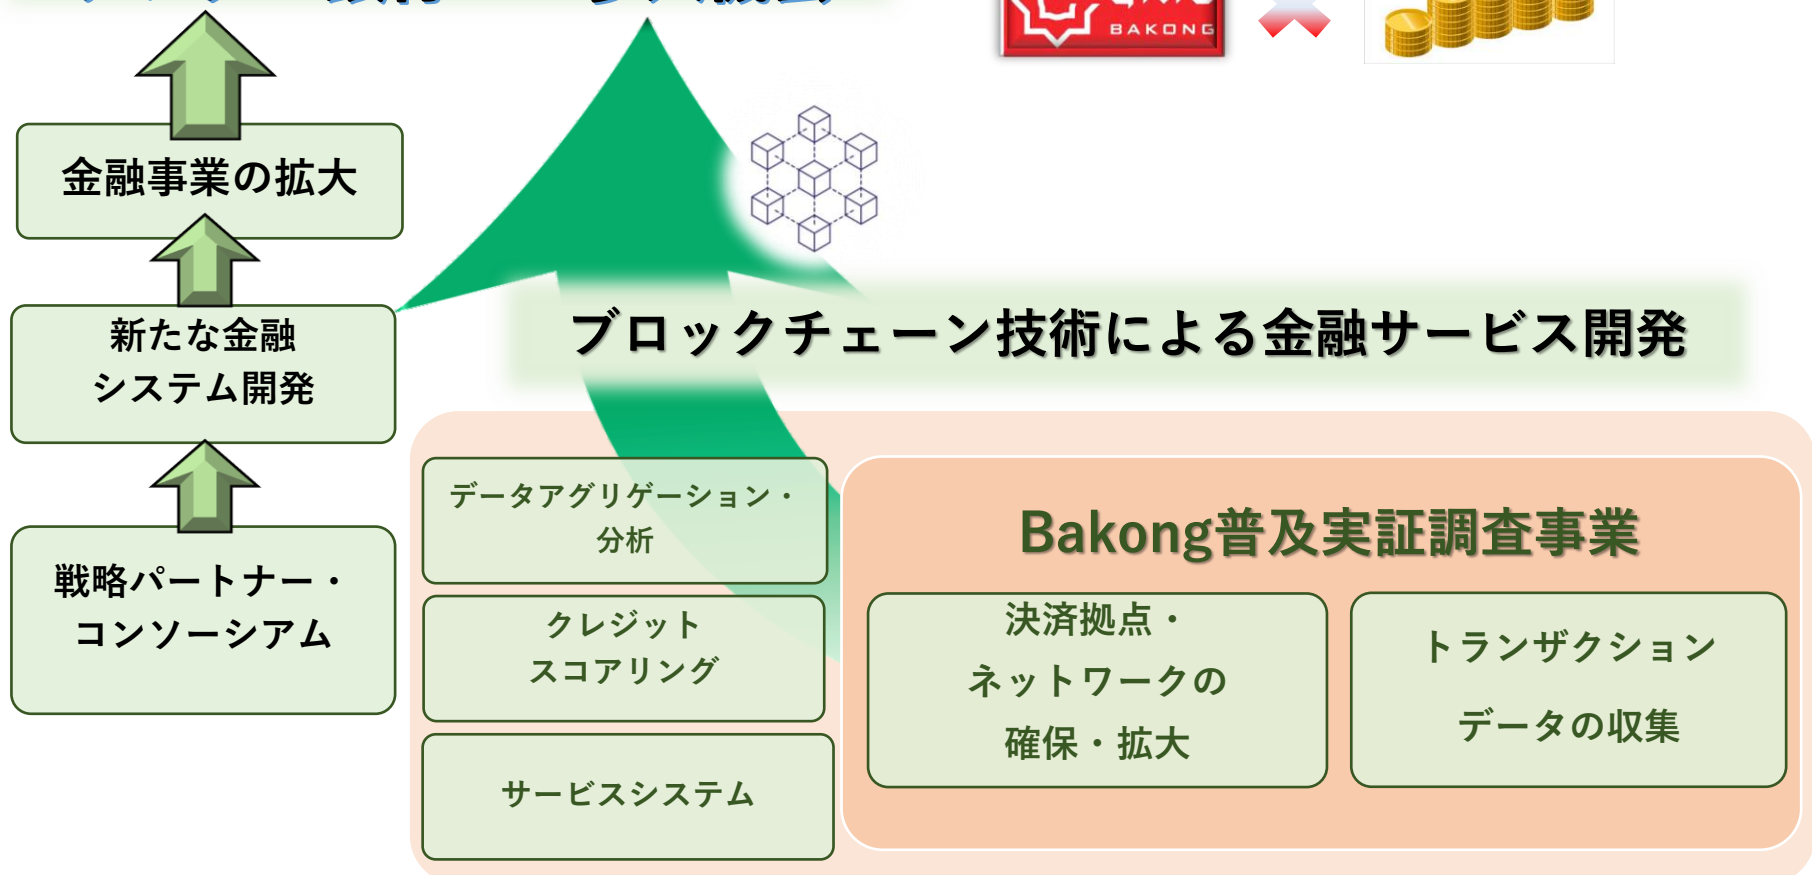 BAKONG
金融事業の拡大
新たな金融
システム開発
戦略パートナー・
コンソーシアム
ブロックチェーン技術による金融サービス開発
データアグリゲーション・
分析
クレジット
スコアリング
サービスシステム
Bakong普及実証調査事業
決済拠点・
ネットワークの
確保・拡大
トランザクション
データの収集